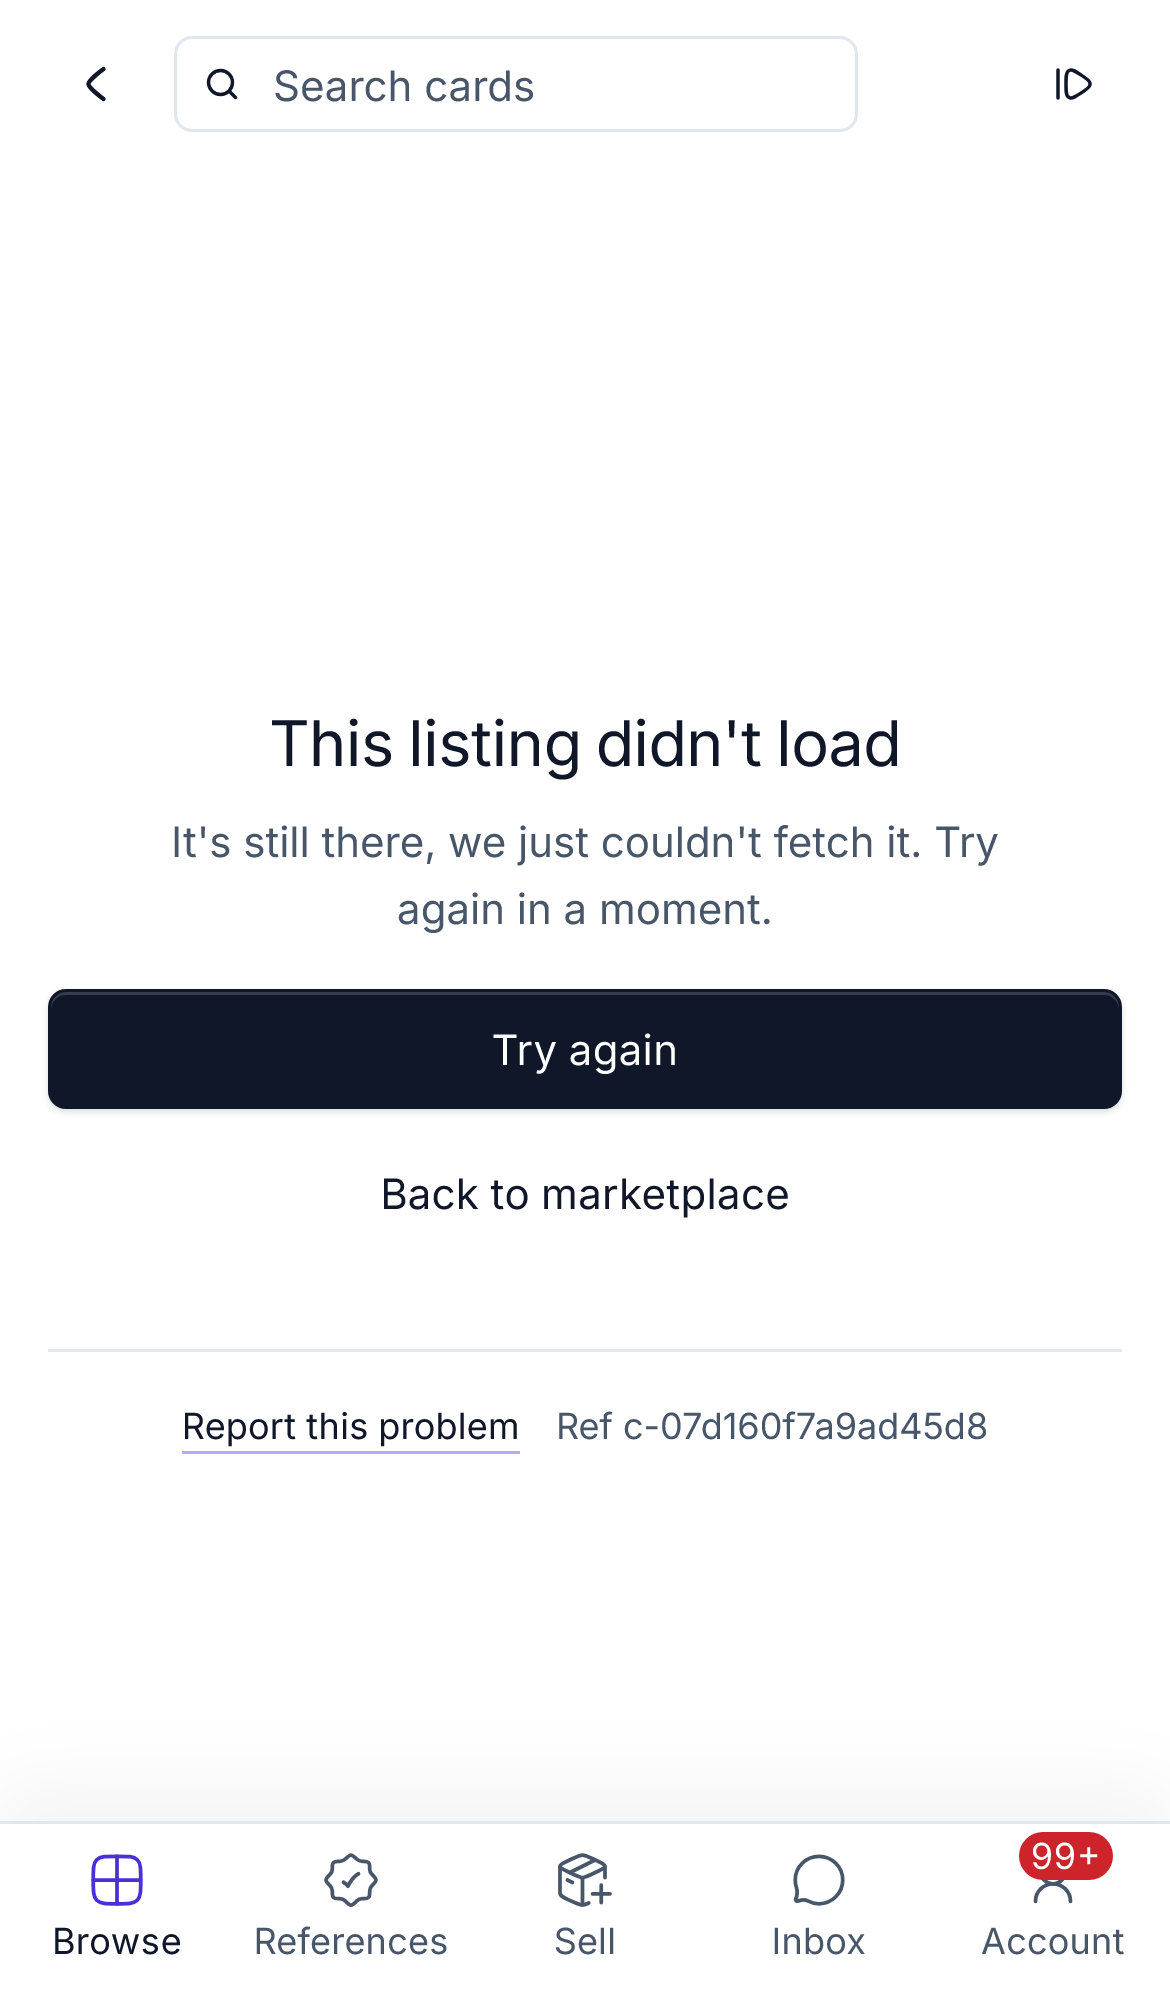 Search cards
This listing didn't load
It's still there, we just couldn't fetch it. Try
again in a moment.
Try again
Back to marketplace
Report this problem Ref c-07d160f7a9ad45d8
99+
Browse References Sell Inbox Account